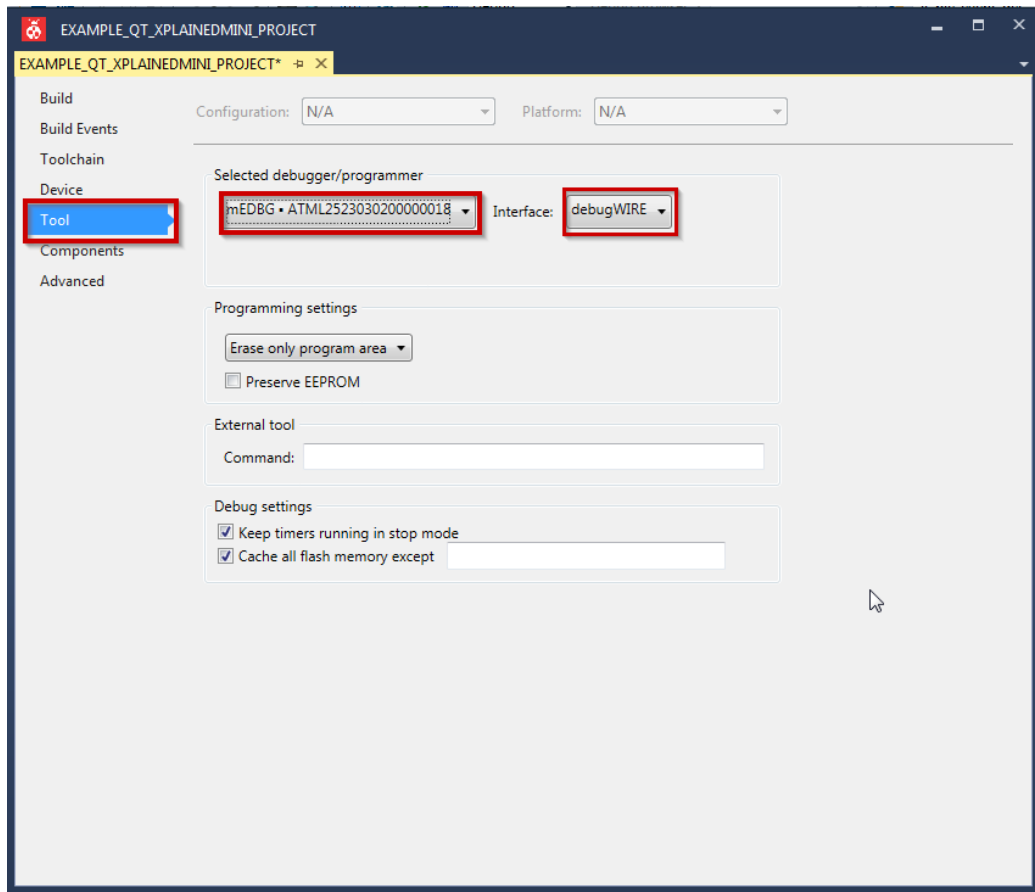 EXAMPLE_QT_XPLAINEDMINI_PROJECT
EXAMPLE_QT_XPLAINEDMINI_PROJECT*
Build
Build Events
Toolchain
Device
Tool
Components
Advanced
Configuration: N/A Platform: N/A
Selected debugger/programmer
mEDBG • ATML2523030200000018 Interface: debugWIRE
Programming settings
Erase only program area
Preserve EEPROM
External tool
Command:
Debug settings
Keep timers running in stop mode
Cache all flash memory except